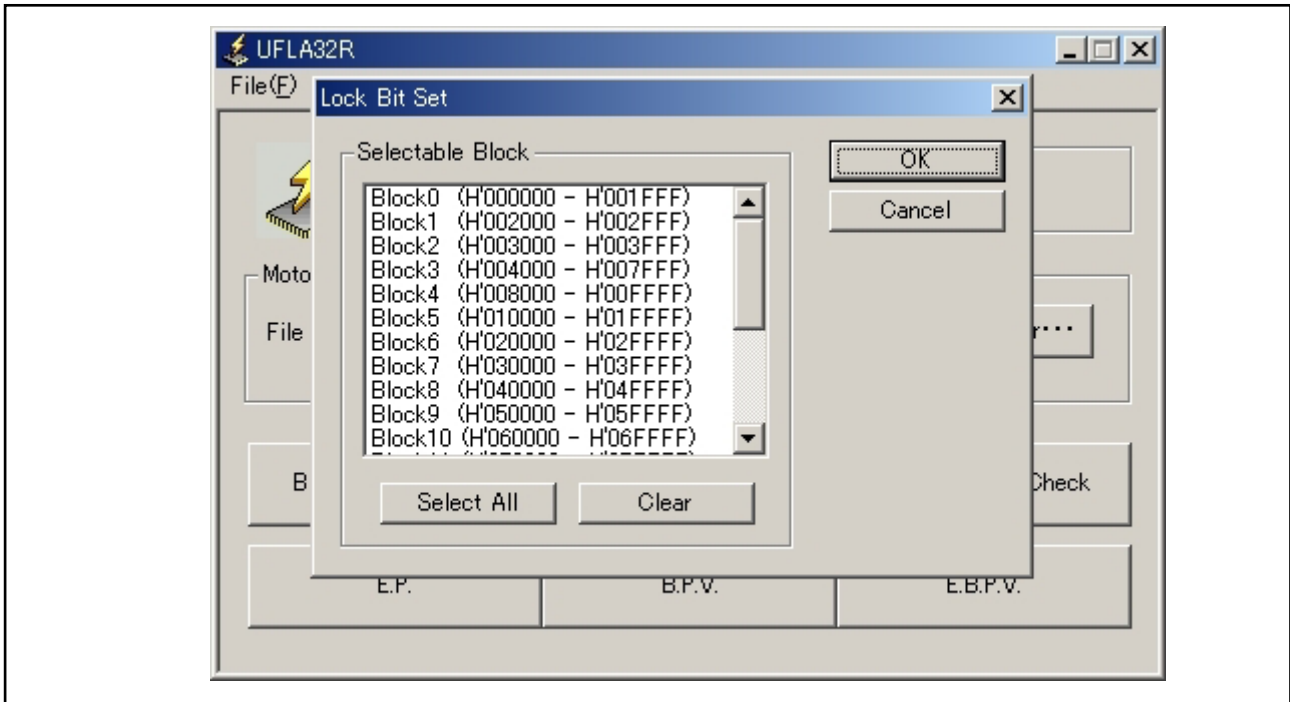 UFLA32R
File(F)
Lock Bit Set
Selectable Block
OK
Cancel
Block0 (H'000000 - H'001FFF)
Block1 (H'002000 - H'002FFF)
Block2 (H'003000 - H'003FFF)
Block3 (H'004000 - H'007FFF)
Block4 (H'008000 - H'00FFFF)
Block5 (H'010000 - H'01FFFF)
Block6 (H'020000 - H'02FFFF)
Block7 (H'030000 - H'03FFFF)
Block8 (H'040000 - H'04FFFF)
Block9 (H'050000 - H'05FFFF)
Block10 (H'060000 - H'06FFFF)
Select All
Clear
Moto
File
r･･･
B
Check
E.P.
B.P.V.
E.B.P.V.